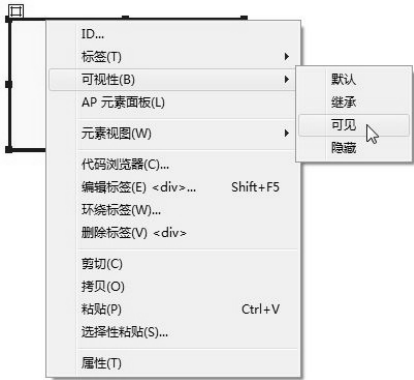 ID...
标签(T)
可视性(B)
AP 元素面板(L)
元素视图(W)
代码浏览器(C)...
编辑标签(E) <div>... Shift+F5
环绕标签(W)...
删除标签(V) <div>
剪切(C)
拷贝(O)
粘贴(P) Ctrl+V
选择性粘贴(S)...
属性(T)
默认
继承
可见
隐藏